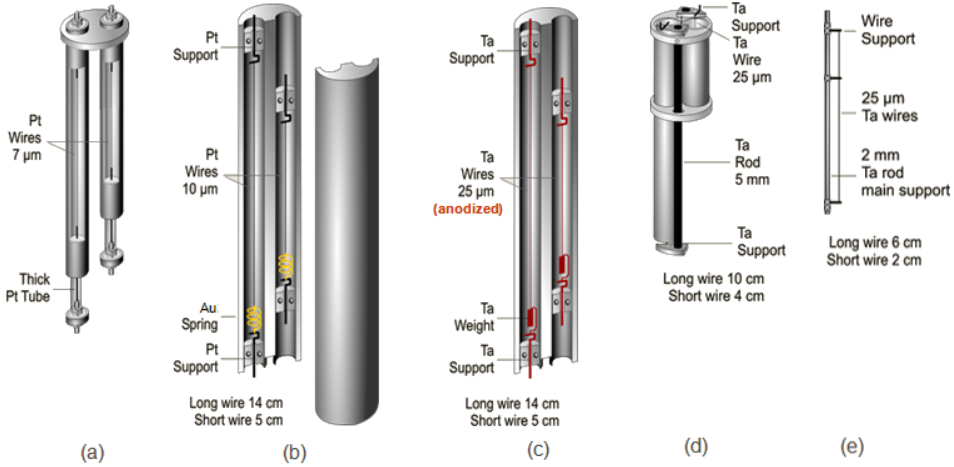 Pt
Wires
7 µm
Thick
Pt Tube
(a)
Pt
Support
Pt
Wires
10 µm
Au
Spring
Pt
Support
Long wire 14 cm
Short wire 5 cm
(b)
Ta
Support
Ta
Wires
25 µm
(anodized)
Ta
Weight
Ta
Support
Long wire 14 cm
Short wire 5 cm
(c)
Ta
Support
Ta
Wire
25 µm
Ta
Rod
5 mm
Ta
Support
Long wire 10 cm
Short wire 4 cm
(d)
Wire
Support
25 µm
Ta wires
2 mm
Ta rod
main support
Long wire 6 cm
Short wire 2 cm
(e)